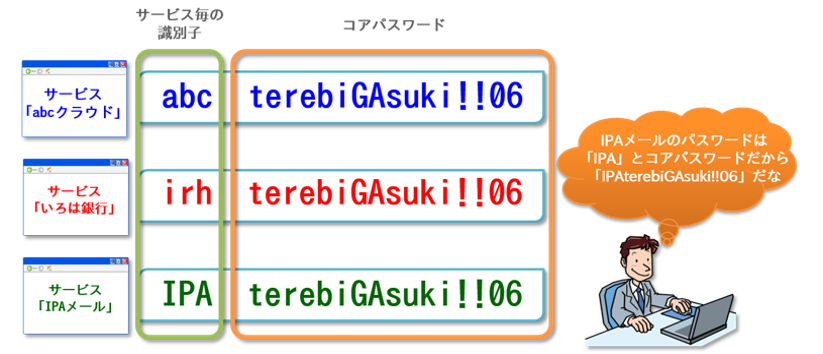 サービス毎の
識別子
コアパスワード
サービス
「abcクラウド」
abc
terebiGAsuki!!06
サービス
「いろは銀行」
irh
terebiGAsuki!!06
サービス
「IPAメール」
IPA
terebiGAsuki!!06
IPAメールのパスワードは
「IPA」とコアパスワードだから
「IPAterebiGAsuki!!06」だな